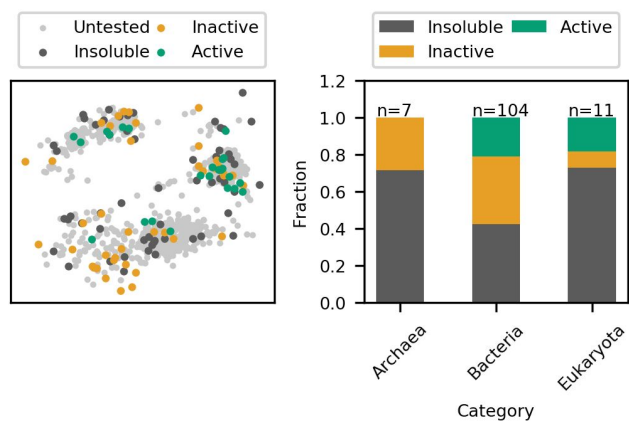 Untested Inactive
Insoluble Active
Insoluble Active
Inactive
1.2
1.0
0.8
0.6
0.4
0.2
0.0
Fraction
n=7 n=104 n=11
Archaea Bacteria Eukaryota
Category